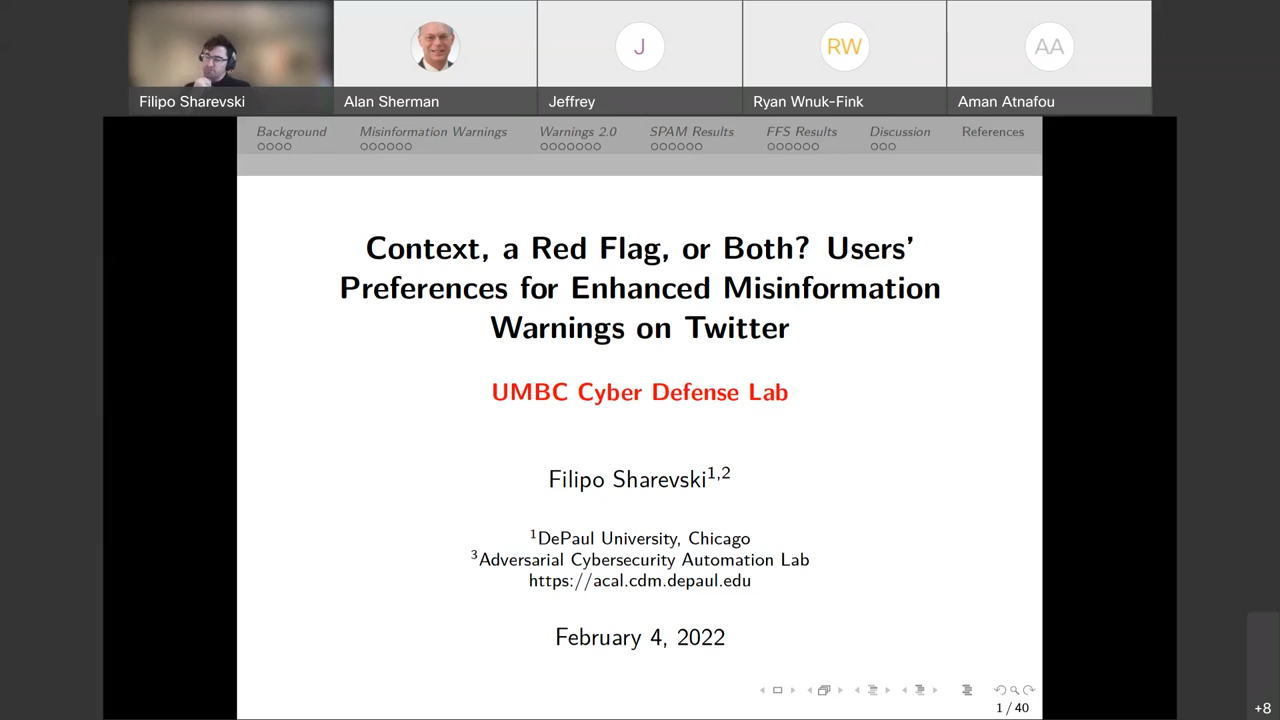 J
RW
AA
Filipo Sharevski
Alan Sherman
Jeffrey
Ryan Wnuk-Fink
Aman Atnafou
Background
Misinformation Warnings
Warnings 2.0
SPAM Results
FFS Results
Discussion
References
Context, a Red Flag, or Both? Users'
Preferences for Enhanced Misinformation
Warnings on Twitter
UMBC Cyber Defense Lab
Filipo Sharevski1,2
1DePaul University, Chicago
3Adversarial Cybersecurity Automation Lab
https://acal.cdm.depaul.edu
February 4, 2022
1 / 40
+8